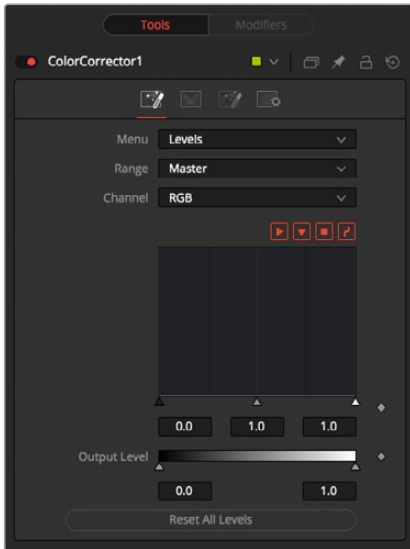 Tools Modifiers
ColorCorrector1
Menu Levels
Range Master
Channel RGB
0.0 1.0 1.0
Output Level
0.0 1.0
Reset All Levels